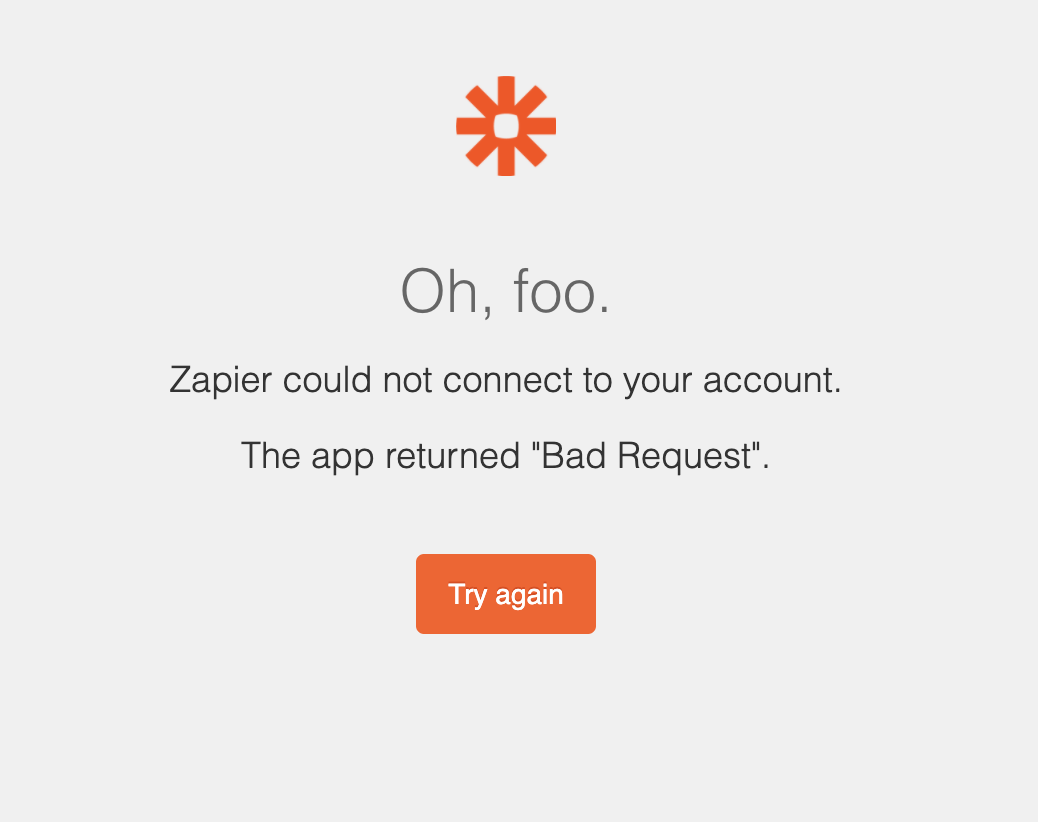 Oh, foo.
Zapier could not connect to your account.
The app returned "Bad Request".
Try again